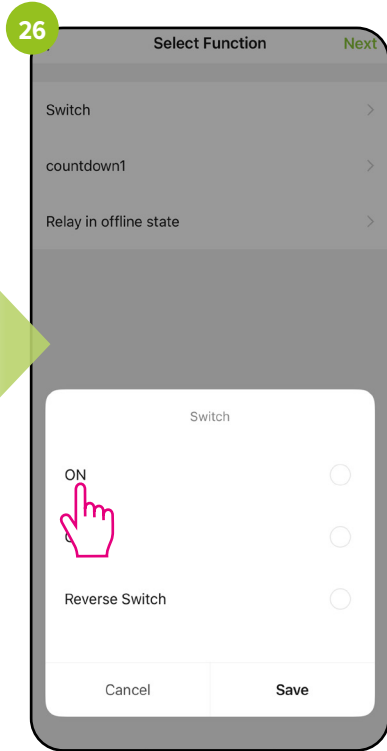 26
Select Function Next
Switch
countdown1
Relay in offline state
Switch
ON
Reverse Switch
Cancel Save